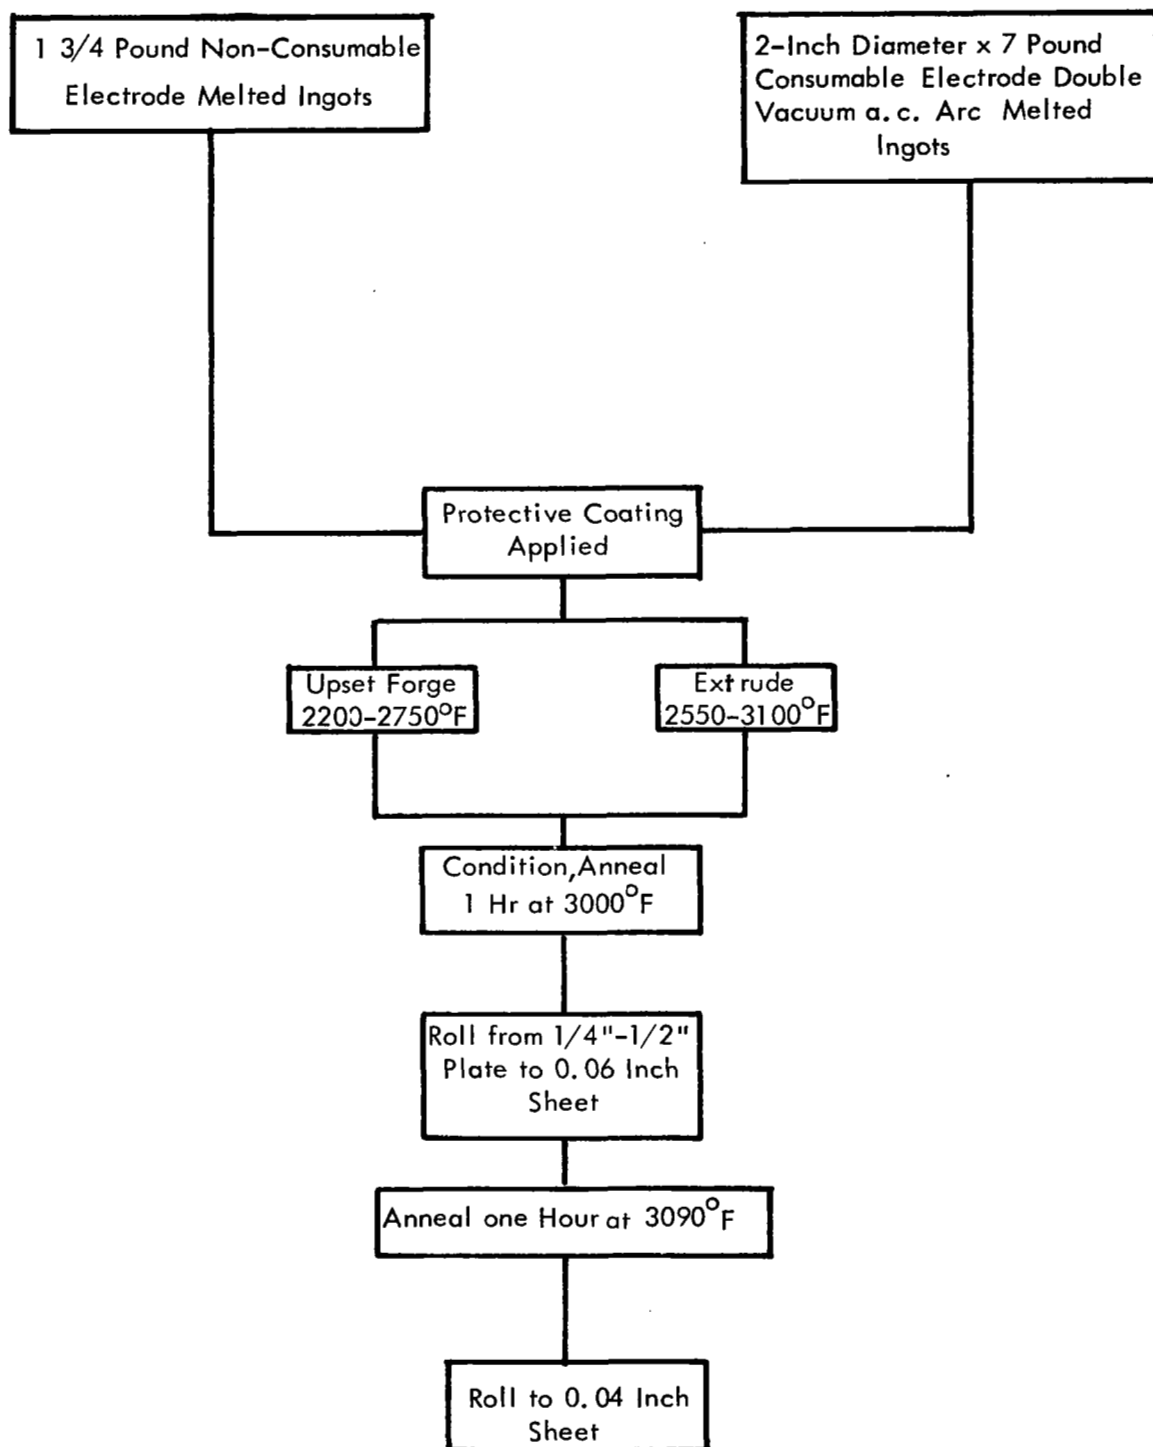 1 3/4 Pound Non-Consumable
Electrode Melted Ingots
2-Inch Diameter x 7 Pound
Consumable Electrode Double
Vacuum a.c. Arc Melted
Ingots
Protective Coating
Applied
Upset Forge
2200-2750°F
Extrude
2550-3100°F
Condition, Anneal
1 Hr at 3000°F
Roll from 1/4"-1/2"
Plate to 0.06 Inch
Sheet
Anneal one Hour at 3090°F
Roll to 0.04 Inch
Sheet